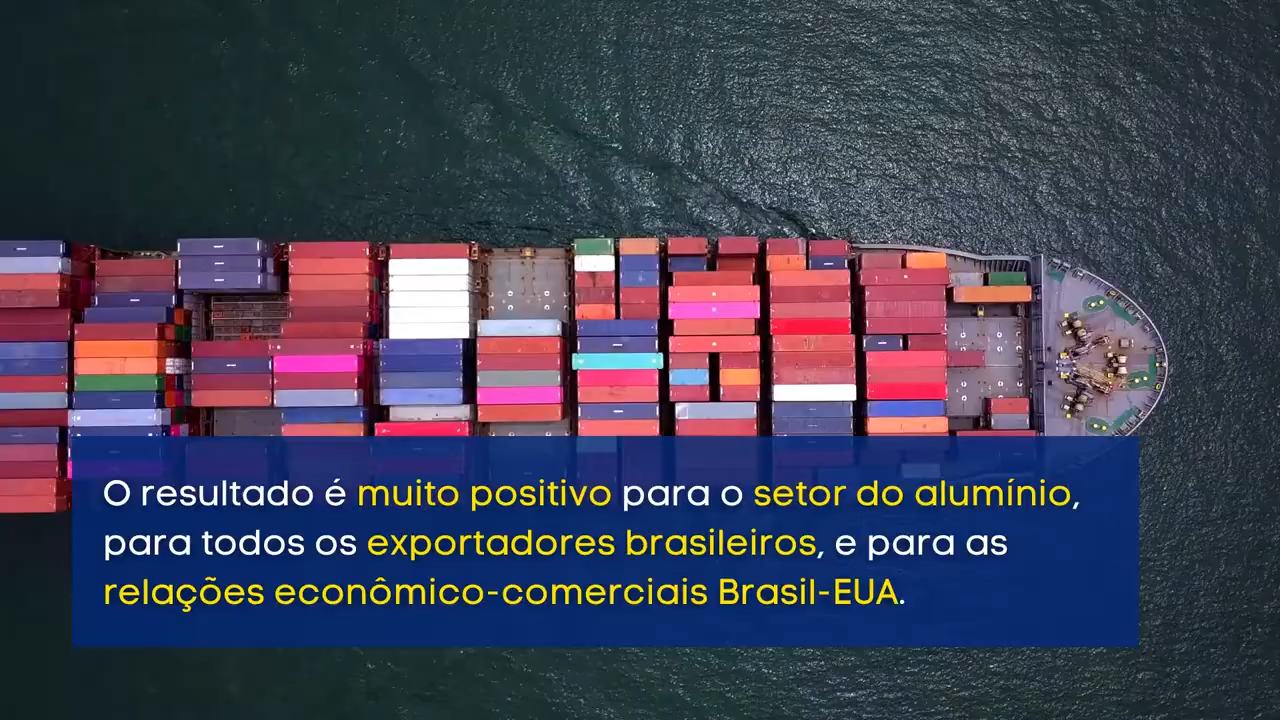 O resultado é muito positivo para o setor do alumínio,
para todos os exportadores brasileiros, e para as
relações econômico-comerciais Brasil-EUA.